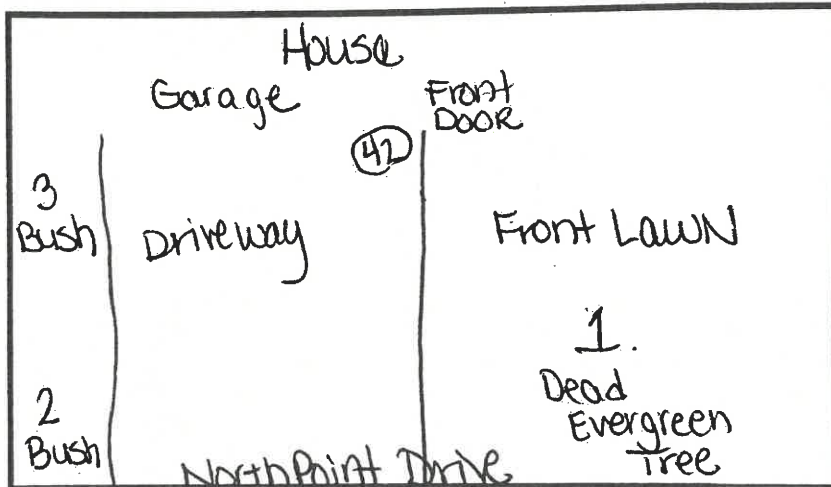 House
Garage
Front
DOOR
42
3
Bush
Driveway
Front Lawn
1.
Dead
Evergreen
Tree
2
Bush
NorthPoint Drive